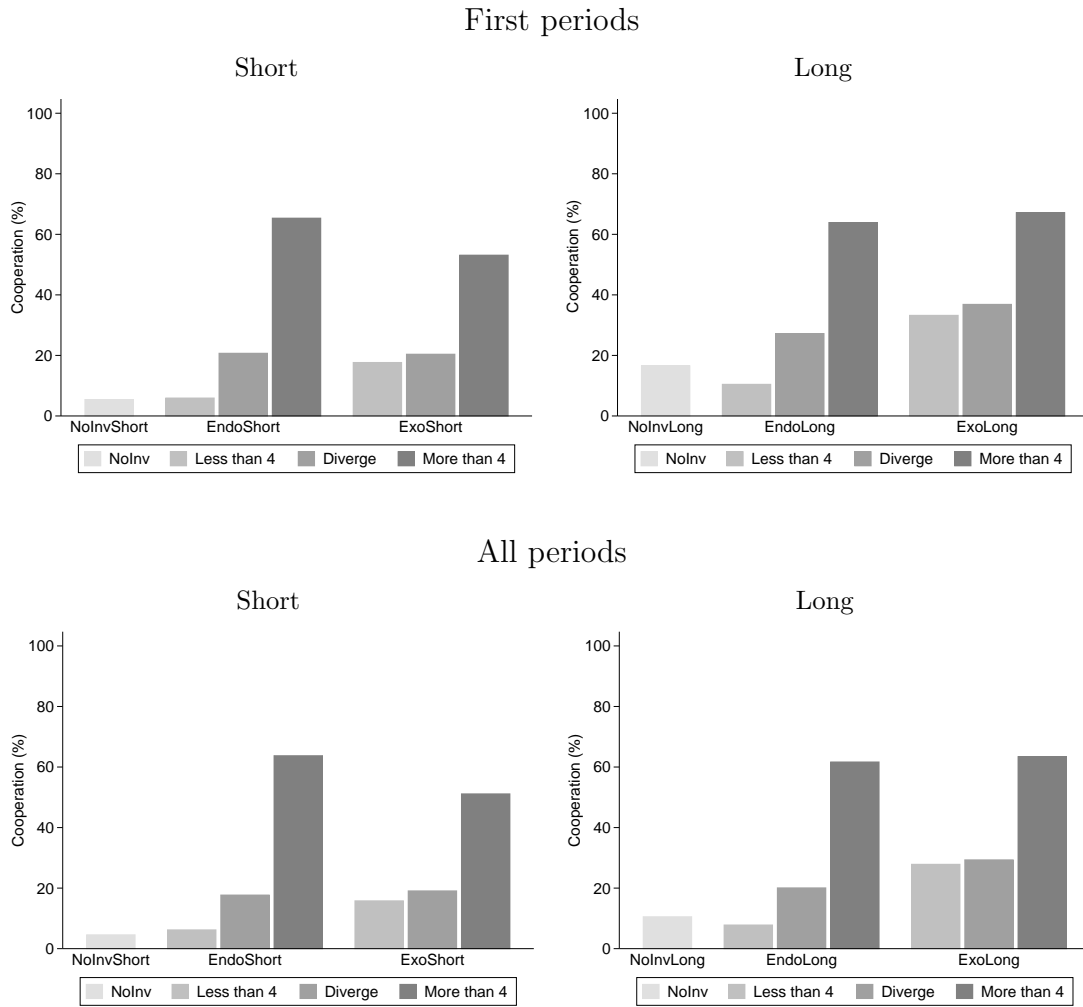 First periods
Short
Cooperation (%)
100
80
60
40
20
0
NoInvShort EndoShort ExoShort
NoInv Less than 4 Diverge More than 4
Long
Cooperation (%)
100
80
60
40
20
0
NoInvLong EndoLong ExoLong
NoInv Less than 4 Diverge More than 4
All periods
Short
Cooperation (%)
100
80
60
40
20
0
NoInvShort EndoShort ExoShort
NoInv Less than 4 Diverge More than 4
Long
Cooperation (%)
100
80
60
40
20
0
NoInvLong EndoLong ExoLong
NoInv Less than 4 Diverge More than 4